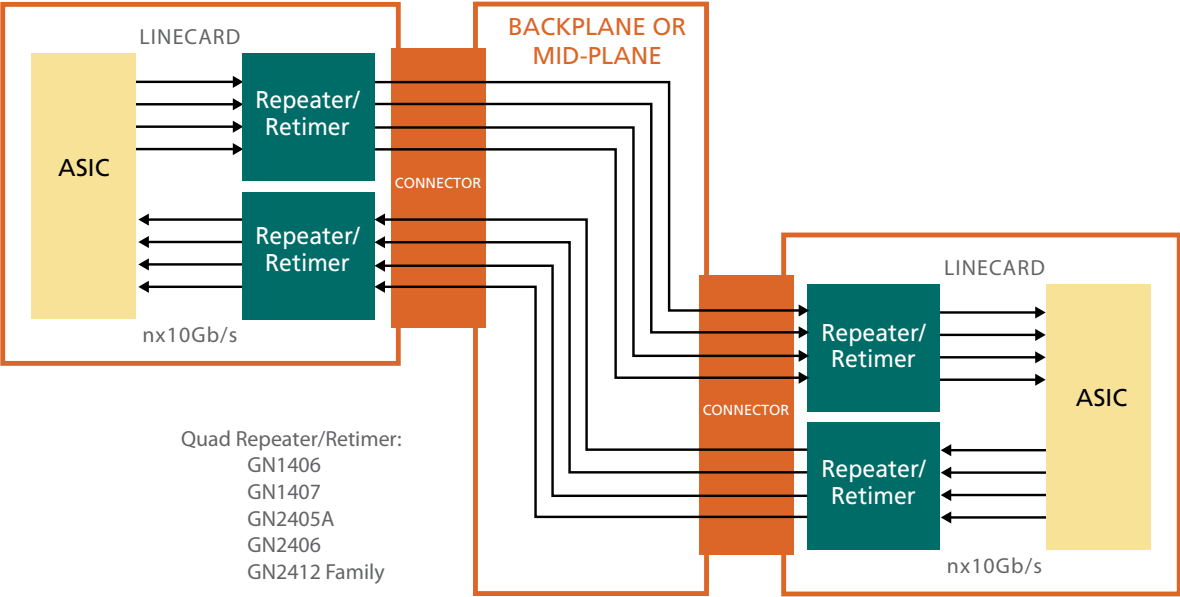 LINECARD
ASIC
Repeater/
Retimer
Repeater/
Retimer
nx10Gb/s
CONNECTOR
BACKPLANE OR
MID-PLANE
CONNECTOR
LINECARD
Repeater/
Retimer
Repeater/
Retimer
ASIC
nx10Gb/s
Quad Repeater/Retimer:
GN1406
GN1407
GN2405A
GN2406
GN2412 Family